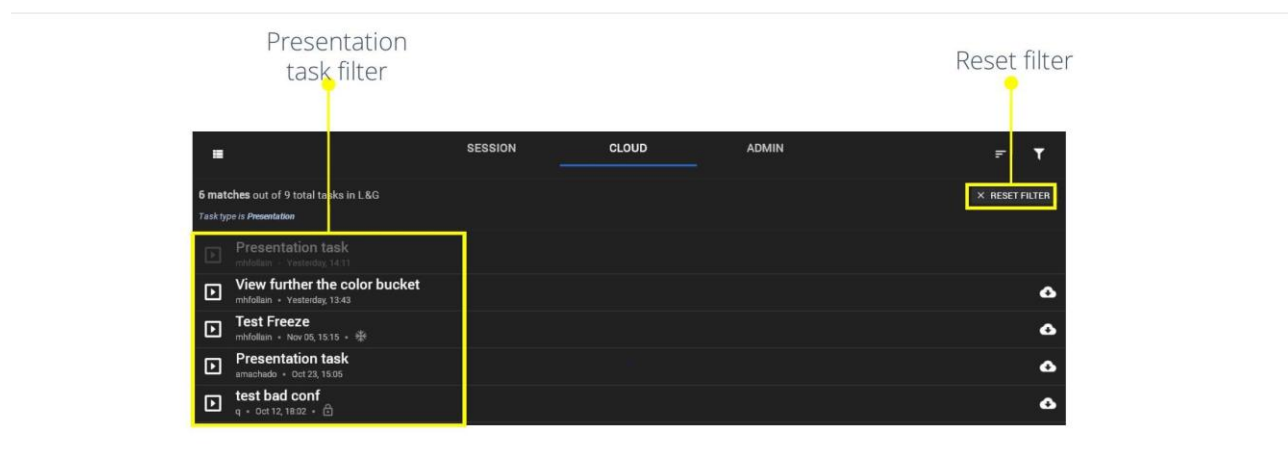 Presentation
task filter
Reset filter
SESSION CLOUD ADMIN
6 matches out of 9 total tasks in L&G
× RESET FILTER
Task type is Presentation
Presentation task
mhfollain - Yesterday, 14:11
View further the color bucket
mhfollain • Yesterday, 13:43
Test Freeze
mhfollain • Nov 05, 15:15 •
Presentation task
amachado • Oct 23, 15:05
test bad conf
q • Oct 12, 18:02 •